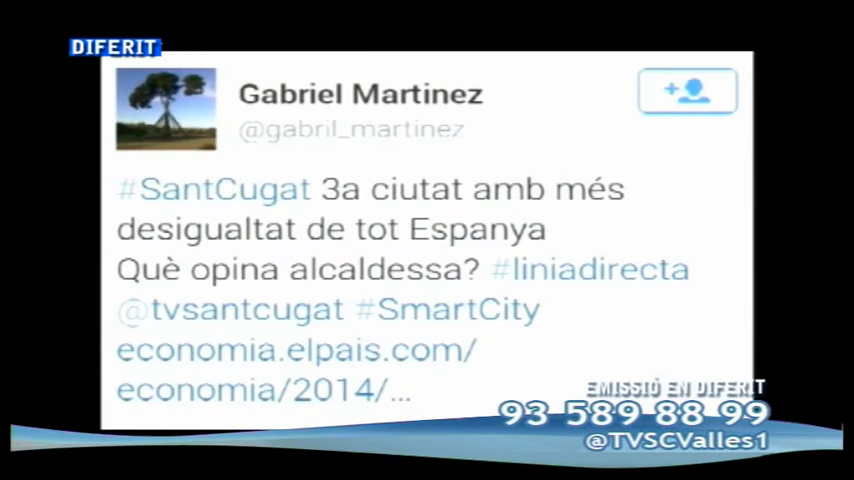 DIFERIT
Gabriel Martinez
@gabril_martinez
#SantCugat 3a ciutat amb més
desigualtat de tot Espanya
Què opina alcaldessa? #liniadirecta
@tvsantcugat #SmartCity
economia.elpais.com/
economia/2014/...
EMISSIÓ EN DIFERIT
93 589 88 99
@TVSCValles1